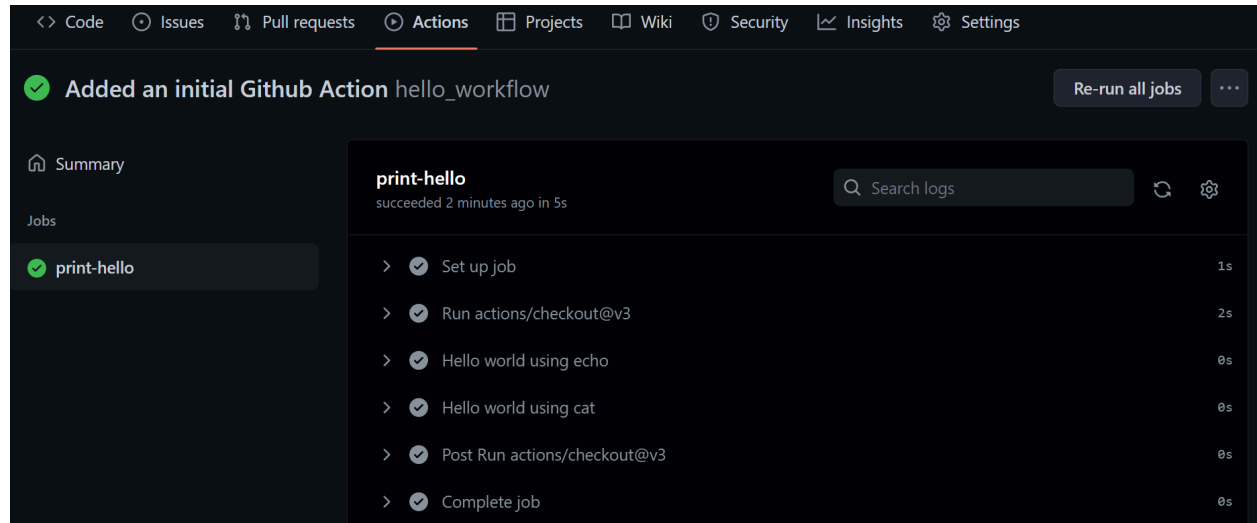 Code Issues Pull requests Actions Projects Wiki Security Insights Settings
Added an initial Github Action hello_workflow
Re-run all jobs
Summary
Jobs
print-hello
print-hello
succeeded 2 minutes ago in 5s
Search logs
Set up job 1s
Run actions/checkout@v3 2s
Hello world using echo 0s
Hello world using cat 0s
Post Run actions/checkout@v3 0s
Complete job 0s